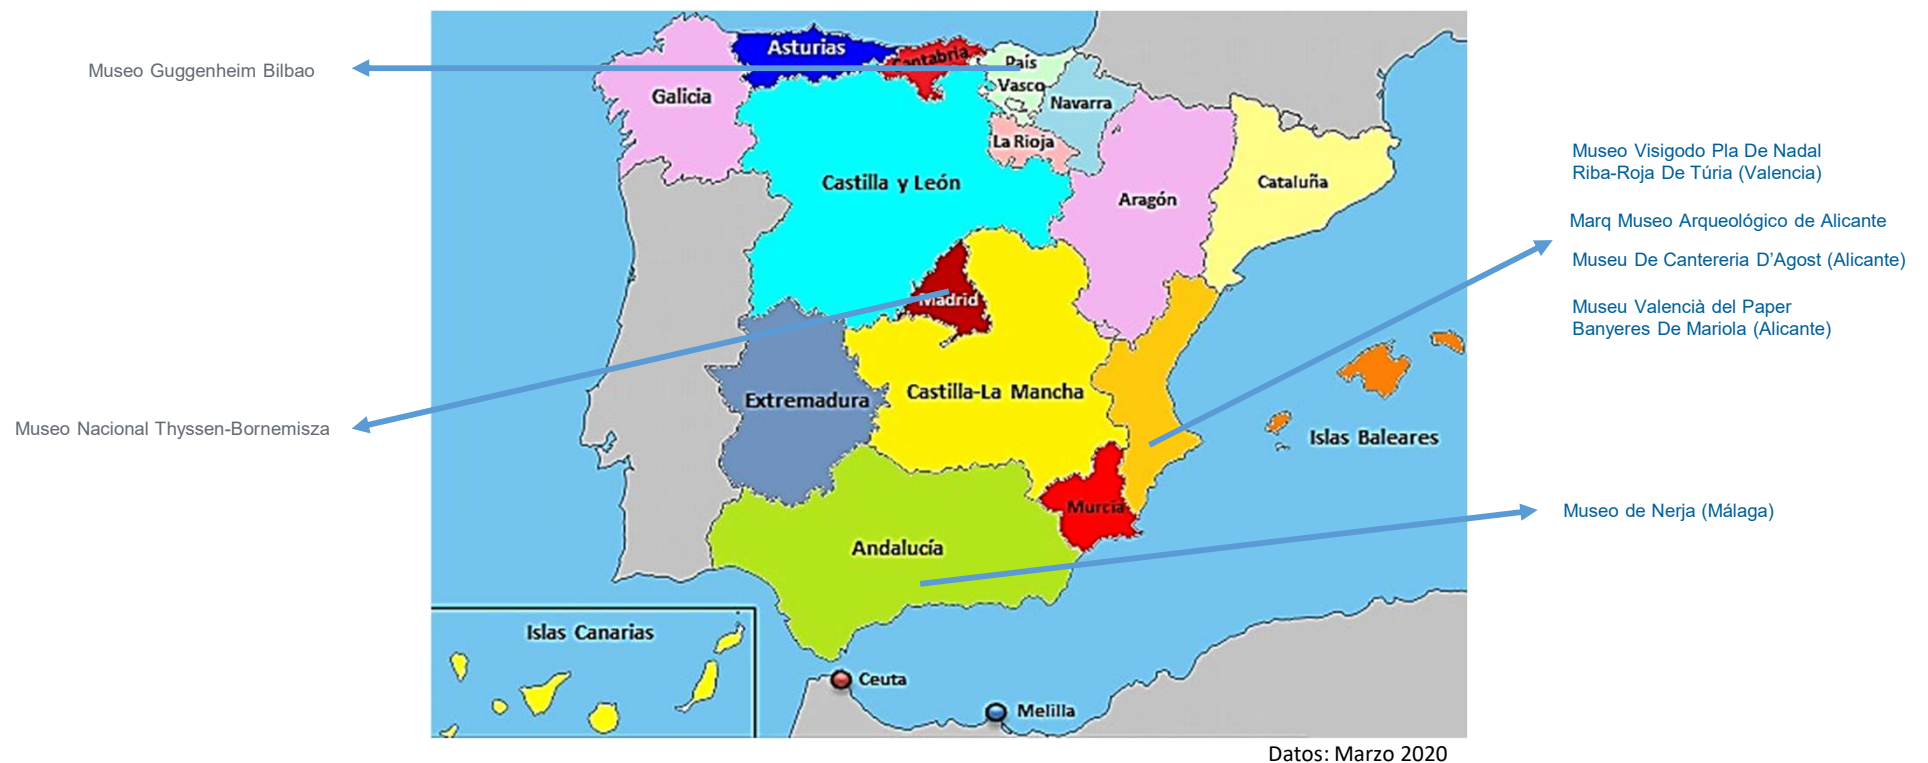 Museo Guggenheim Bilbao
Museo Nacional Thyssen-Bornemisza
Asturias
Cantabria
País
Vasco
Navarra
Galicia
La Rioja
Castilla y León
Aragón
Cataluña
Madrid
Extremadura
Castilla-La Mancha
Islas Baleares
Murcia
Andalucía
Islas Canarias
Ceuta
Melilla
Museo Visigodo Pla De Nadal
Riba-Roja De Túria (Valencia)
Marq Museo Arqueológico de Alicante
Museu De Cantereria D'Agost (Alicante)
Museu Valencià del Paper
Banyeres De Mariola (Alicante)
Museo de Nerja (Málaga)
Datos: Marzo 2020